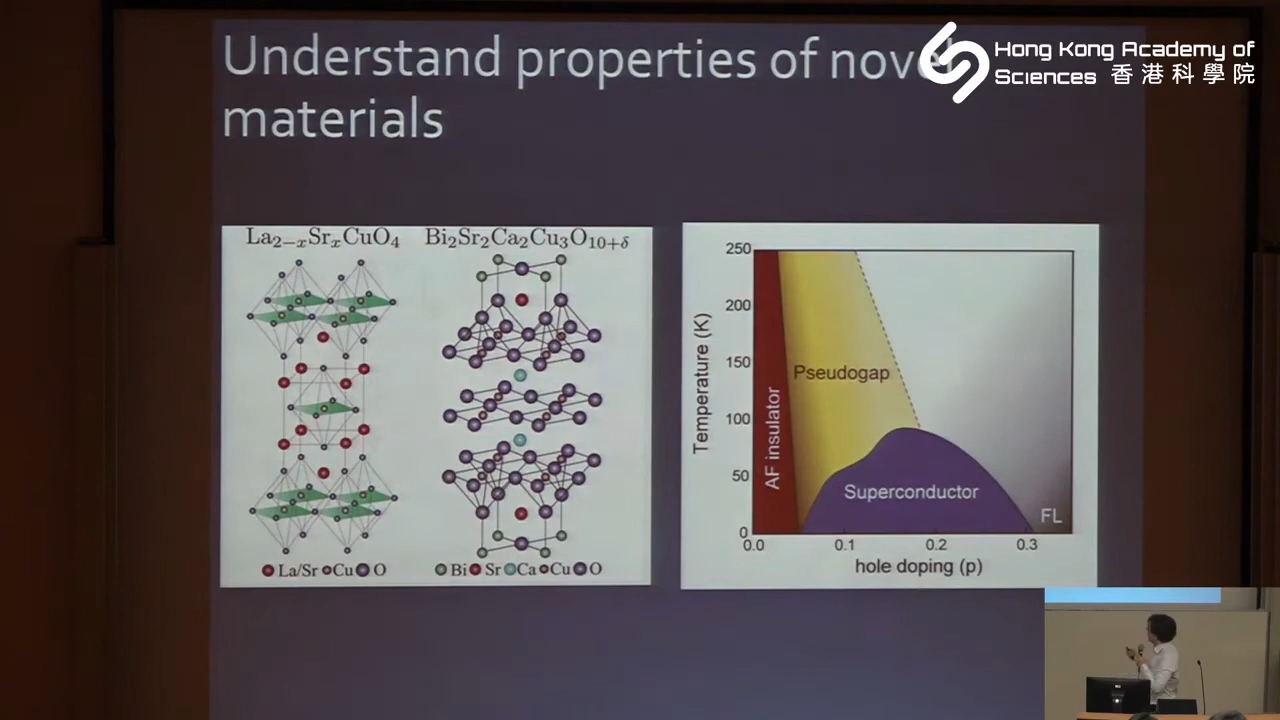 Understand properties of novel
materials
Hong Kong Academy of
Sciences 香港科學院
La₂₋ₓSrₓCuO₄
Bi₂Sr₂Ca₂Cu₃O₁₀₊δ
La/Sr Cu O
Bi Sr Ca Cu O
Temperature (K)
250
200
150
100
50
0
AF insulator
Pseudogap
Superconductor
FL
0.0 0.1 0.2 0.3
hole doping (p)